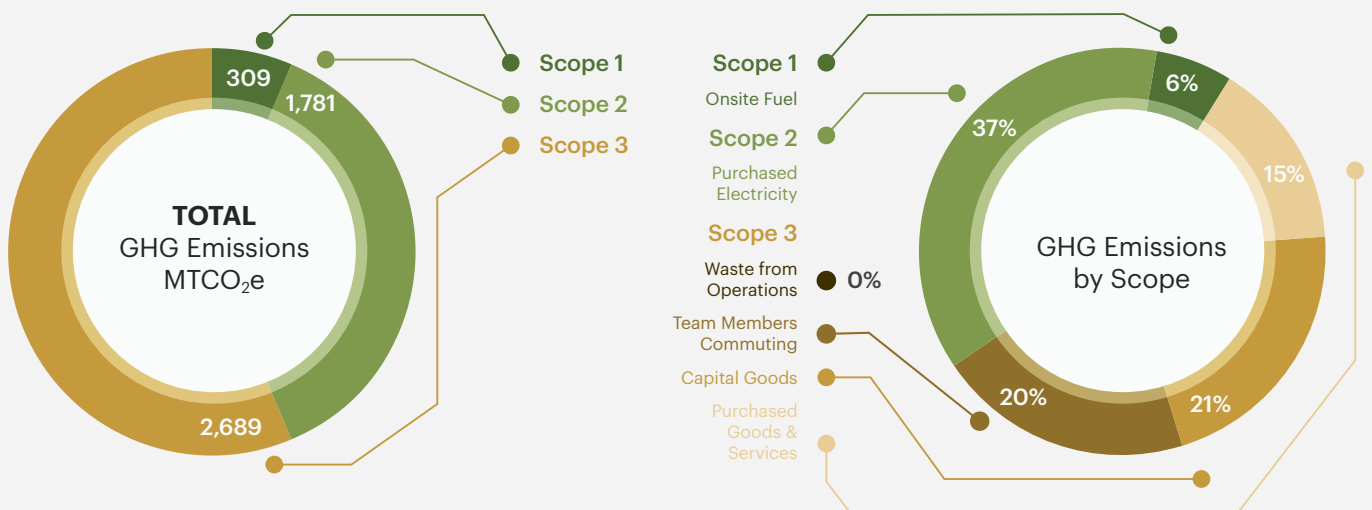 309
1,781
2,689
TOTAL
GHG Emissions
MTCO₂e
Scope 1
Scope 2
Scope 3
Scope 1
Onsite Fuel
Scope 2
Purchased
Electricity
Scope 3
Waste from
Operations
0%
Team Members
Commuting
Capital Goods
Purchased
Goods &
Services
6%
37%
15%
20%
21%
GHG Emissions
by Scope